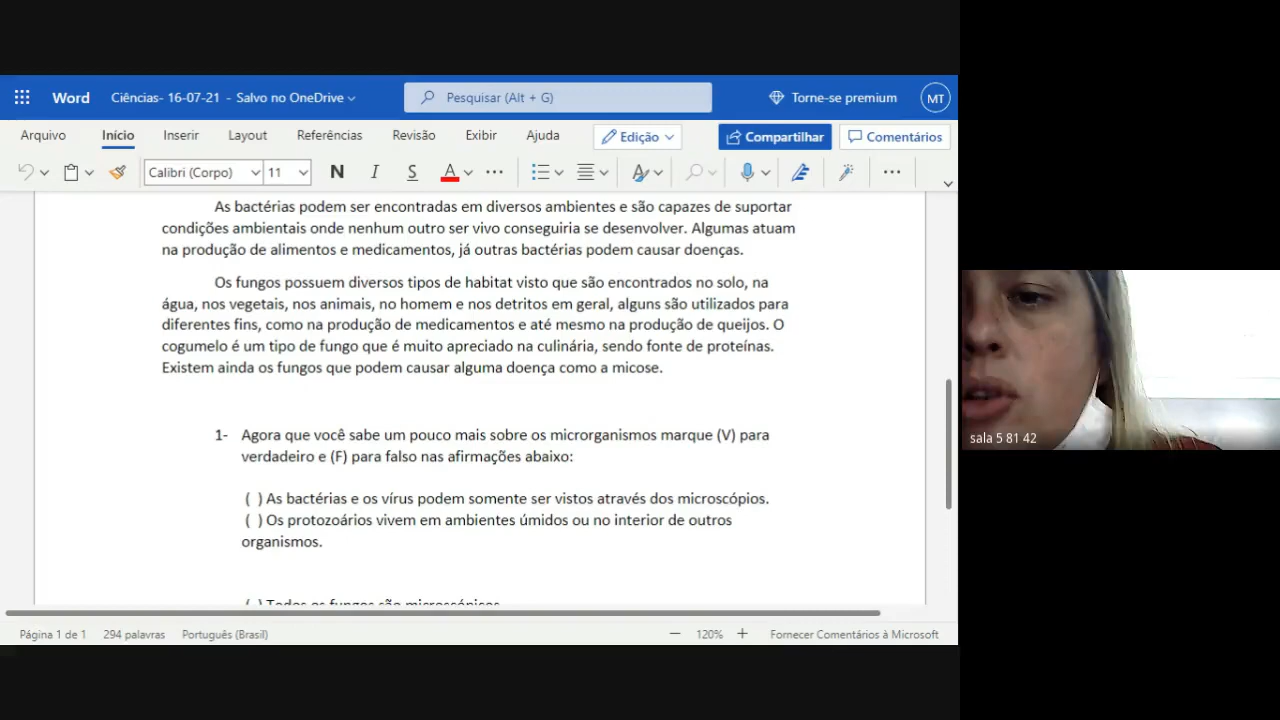 Word Ciências- 16-07-21 - Salvo no OneDrive Pesquisar (Alt + G) Torne-se premium MT
Arquivo Início Inserir Layout Referências Revisão Exibir Ajuda Edição Compartilhar Comentários
Calibri (Corpo) 11 N I S A
As bactérias podem ser encontradas em diversos ambientes e são capazes de suportar
condições ambientais onde nenhum outro ser vivo conseguiria se desenvolver. Algumas atuam
na produção de alimentos e medicamentos, já outras bactérias podem causar doenças.
Os fungos possuem diversos tipos de habitat visto que são encontrados no solo, na
água, nos vegetais, nos animais, no homem e nos detritos em geral, alguns são utilizados para
diferentes fins, como na produção de medicamentos e até mesmo na produção de queijos. O
cogumelo é um tipo de fungo que é muito apreciado na culinária, sendo fonte de proteínas.
Existem ainda os fungos que podem causar alguma doença como a micose.
1- Agora que você sabe um pouco mais sobre os microrganismos marque (V) para
verdadeiro e (F) para falso nas afirmações abaixo:
( ) As bactérias e os vírus podem somente ser vistos através dos microscópios.
( ) Os protozoários vivem em ambientes úmidos ou no interior de outros
organismos.
( ) Todos os fungos são microscópicos
Página 1 de 1 294 palavras Português (Brasil) 120% Fornecer Comentários à Microsoft
sala 5 81 42